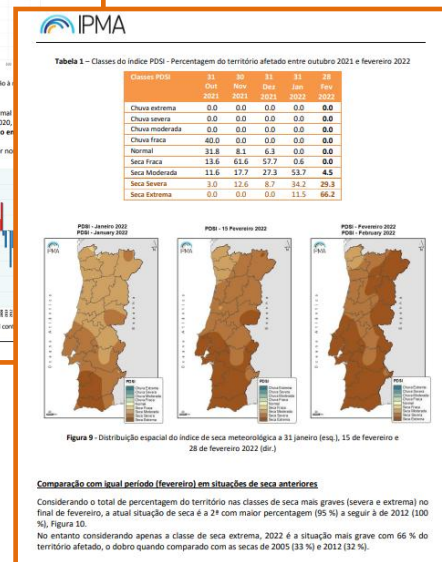 IPMA
Tabela 1 – Classes do índice PDSI - Percentagem do território afetado entre outubro 2021 e fevereiro 2022
Classes PDSI 31 Out 2021 30 Nov 2021 31 Dez 2021 31 Jan 2022 28 Fev 2022
Chuva extrema 0.0 0.0 0.0 0.0 0.0
Chuva severa 0.0 0.0 0.0 0.0 0.0
Chuva moderada 0.0 0.0 0.0 0.0 0.0
Chuva fraca 40.0 0.0 0.0 0.0 0.0
Normal 31.8 8.1 6.3 0.0 0.0
Seca Fraca 13.6 61.6 57.7 0.6 0.0
Seca Moderada 11.6 17.7 27.3 53.7 4.5
Seca Severa 3.0 12.6 8.7 34.2 29.3
Seca Extrema 0.0 0.0 0.0 11.5 66.2
PDSI - Janeiro 2022
PDSI - January 2022
PDSI - 15 Fevereiro 2022
PDSI - Fevereiro 2022
PDSI - February 2022
IPMA
IPMA
IPMA
PDSI
PDSI
PDSI
Figura 9 - Distribuição espacial do índice de seca meteorológica a 31 janeiro (esq.), 15 de fevereiro e
28 de fevereiro 2022 (dir.)
Comparação com igual período (fevereiro) em situações de seca anteriores
Considerando o total de percentagem do território nas classes de seca mais graves (severa e extrema) no
final de fevereiro, a atual situação de seca é a 2ª com maior percentagem (95 %) a seguir à de 2012 (100
%), Figura 10.
No entanto considerando apenas a classe de seca extrema, 2022 é a situação mais grave com 66 % do
território afetado, o dobro quando comparado com as secas de 2005 (33 %) e 2012 (32 %).